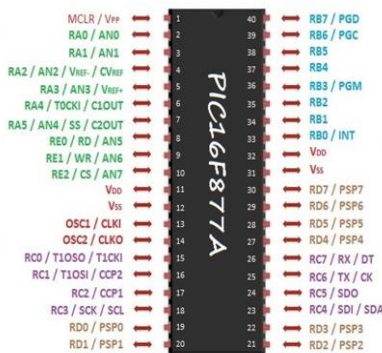 MCLR / VPP 1
RA0 / AN0 2
RA1 / AN1 3
RA2 / AN2 / VREF- / CVREF 4
RA3 / AN3 / VREF+ 5
RA4 / T0CKI / C1OUT 6
RA5 / AN4 / SS / C2OUT 7
RE0 / RD / AN5 8
RE1 / WR / AN6 9
RE2 / CS / AN7 10
VDD 11
VSS 12
OSC1 / CLKI 13
OSC2 / CLKO 14
RC0 / T1OSO / T1CKI 15
RC1 / T1OSI / CCP2 16
RC2 / CCP1 17
RC3 / SCK / SCL 18
RD0 / PSP0 19
RD1 / PSP1 20
PIC16F877A
40 RB7 / PGD
39 RB6 / PGC
38 RB5
37 RB4
36 RB3 / PGM
35 RB2
34 RB1
33 RB0 / INT
32 VDD
31 VSS
30 RD7 / PSP7
29 RD6 / PSP6
28 RD5 / PSP5
27 RD4 / PSP4
26 RC7 / RX / DT
25 RC6 / TX / CK
24 RC5 / SDO
23 RC4 / SDI / SDA
22 RD3 / PSP3
21 RD2 / PSP2